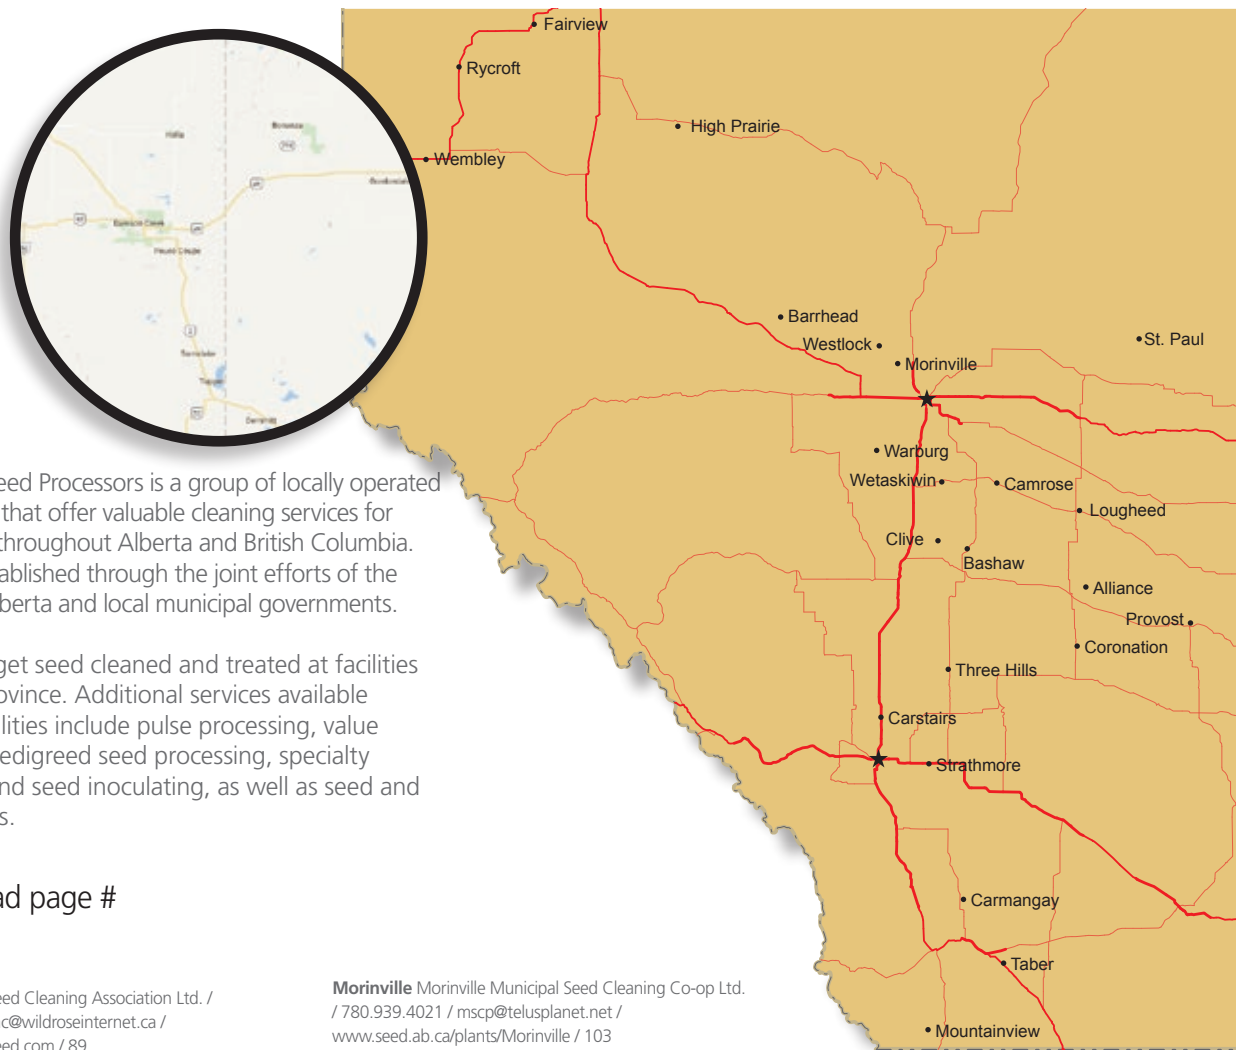 Fairview
Rycroft
High Prairie
Wembley
Barrhead
Westlock
St. Paul
Morinville
Warburg
Wetaskiwin
Camrose
Lougheed
Clive
Bashaw
Alliance
Provost
Coronation
Three Hills
Carstairs
Strathmore
Carmangay
Taber
Mountainview
eed Processors is a group of locally operated
that offer valuable cleaning services for
throughout Alberta and British Columbia.
ablished through the joint efforts of the
berta and local municipal governments.
get seed cleaned and treated at facilities
ovince. Additional services available
ilities include pulse processing, value
edigreed seed processing, specialty
nd seed inoculating, as well as seed and
s.
ad page #
eed Cleaning Association Ltd. /
c@wildroseinternet.ca /
eed.com / 89
Morinville Morinville Municipal Seed Cleaning Co-op Ltd.
/ 780.939.4021 / mscp@telusplanet.net /
www.seed.ab.ca/plants/Morinville / 103